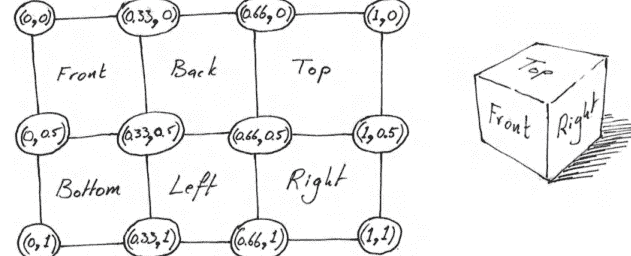 (0,0) (0.33,0) (0.66,0) (1,0)
Front Back Top
(0,0.5) (0.33,0.5) (0.66,0.5) (1,0.5)
Bottom Left Right
(0,1) (0.33,1) (0.66,1) (1,1)
Top
Front Right